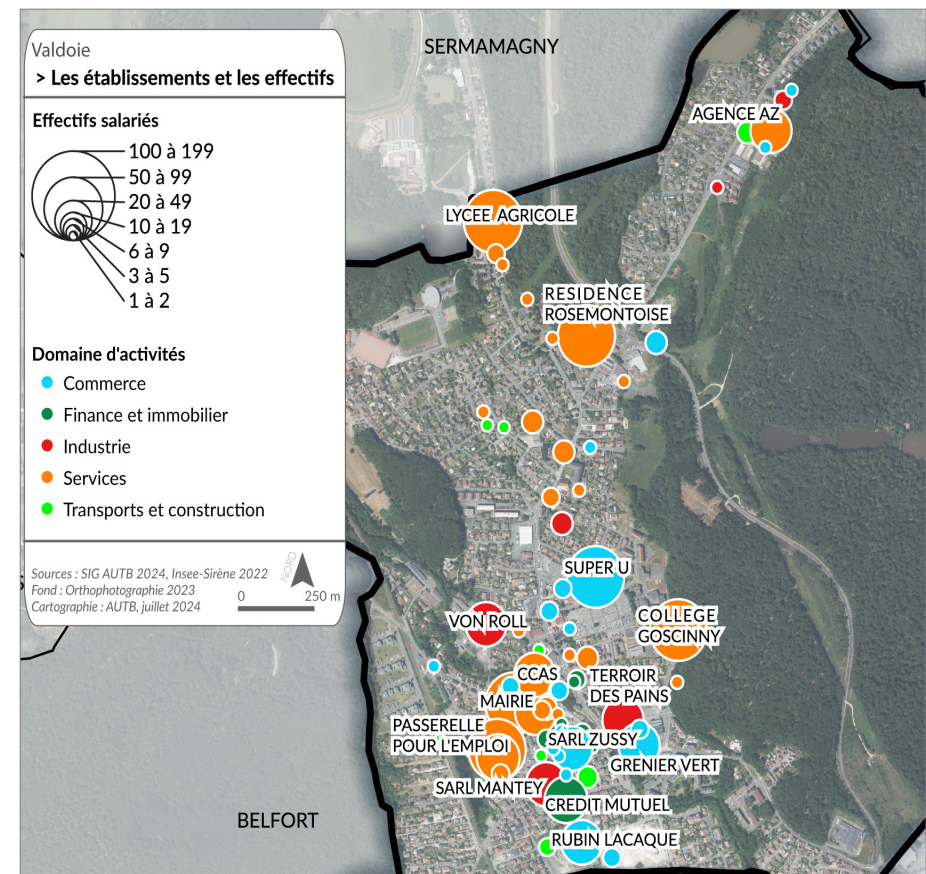 Valdoie
> Les établissements et les effectifs
Effectifs salariés
100 à 199
50 à 99
20 à 49
10 à 19
6 à 9
3 à 5
1 à 2
Domaine d'activités
Commerce
Finance et immobilier
Industrie
Services
Transports et construction
Sources : SIG AUTB 2024, Insee-Sirène 2022
Fond : Orthophotographie 2023
Cartographie : AUTB, juillet 2024
NORD
0 250 m
SERMAMAGNY
AGENCE AZ
LYCEE AGRICOLE
RESIDENCE
ROSEMONTOISE
SUPER U
VON ROLL
COLLEGE
GOSCINNY
CCAS
TERROIR
DES PAINS
MAIRIE
PASSERELLE
POUR L'EMPLOI
SARL ZUSSY
GRENIER VERT
SARL MANTEY
CREDIT MUTUEL
RUBIN LACAQUE
BELFORT